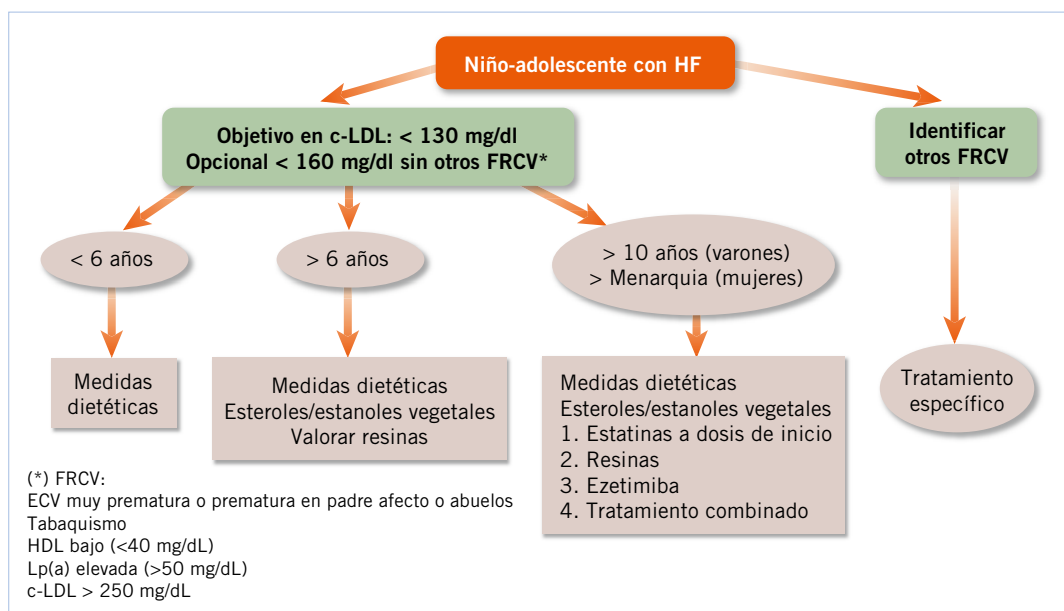 Niño-adolescente con HF
Objetivo en c-LDL: < 130 mg/dl
Opcional < 160 mg/dl sin otros FRCV*
Identificar
otros FRCV
< 6 años
> 6 años
> 10 años (varones)
> Menarquia (mujeres)
Medidas
dietéticas
Medidas dietéticas
Esteroles/estanoles vegetales
Valorar resinas
Medidas dietéticas
Esteroles/estanoles vegetales
1. Estatinas a dosis de inicio
2. Resinas
3. Ezetimiba
4. Tratamiento combinado
Tratamiento
específico
(*) FRCV:
ECV muy prematura o prematura en padre afecto o abuelos
Tabaquismo
HDL bajo (<40 mg/dL)
Lp(a) elevada (>50 mg/dL)
c-LDL > 250 mg/dL